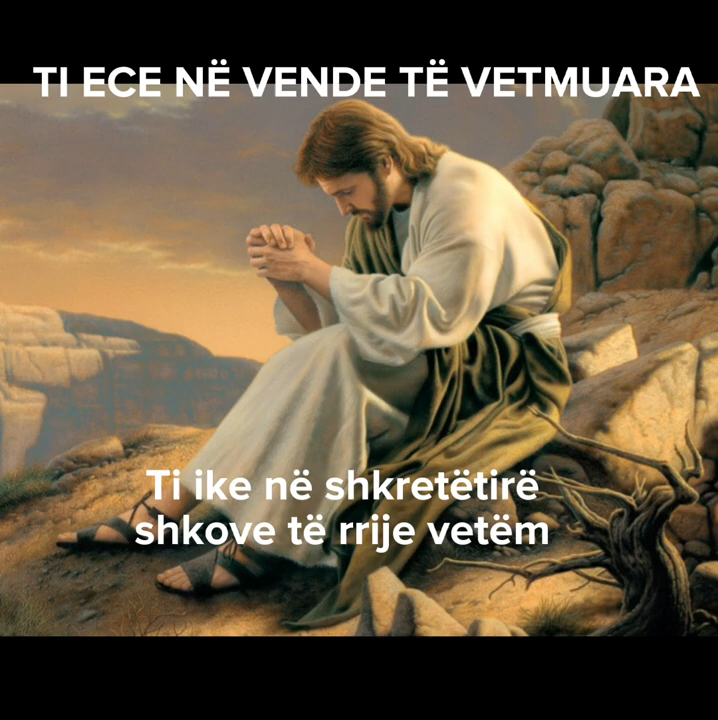 TI ECE NË VENDE TË VETMUARA
Ti ike në shkretëtirë
shkove të rrije vetëm